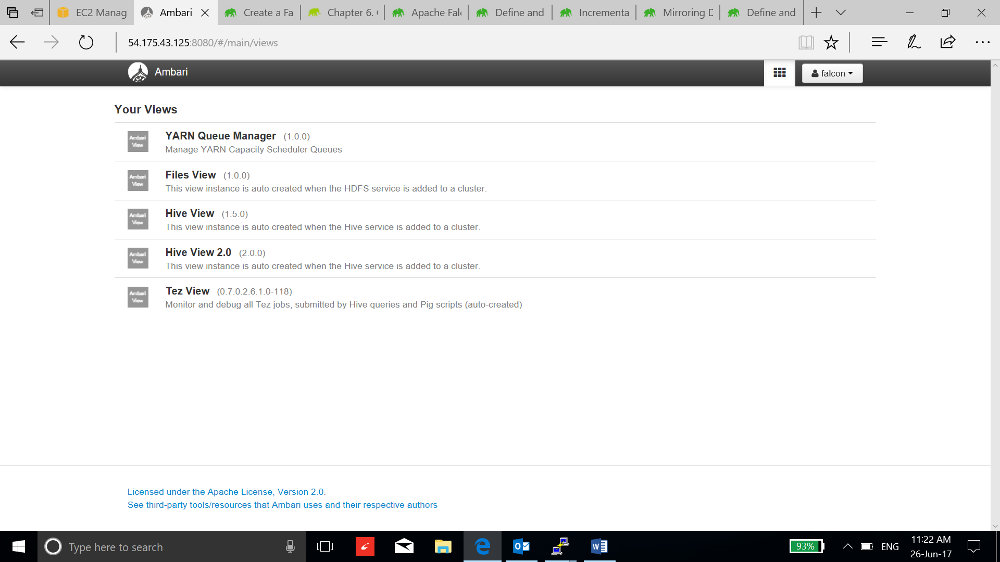 EC2 Manag
Ambari
Create a Fa
Chapter 6.
Apache Fal
Define and
Incrementa
Mirroring D
Define and
54.175.43.125:8080/#/main/views
Ambari
falcon
Your Views
Ambari View
YARN Queue Manager (1.0.0)
Manage YARN Capacity Scheduler Queues
Ambari View
Files View (1.0.0)
This view instance is auto created when the HDFS service is added to a cluster.
Ambari View
Hive View (1.5.0)
This view instance is auto created when the Hive service is added to a cluster.
Ambari View
Hive View 2.0 (2.0.0)
This view instance is auto created when the Hive service is added to a cluster.
Ambari View
Tez View (0.7.0.2.6.1.0-118)
Monitor and debug all Tez jobs, submitted by Hive queries and Pig scripts (auto-created)
Licensed under the Apache License, Version 2.0.
See third-party tools/resources that Ambari uses and their respective authors
Type here to search
93%
ENG
11:22 AM
26-Jun-17